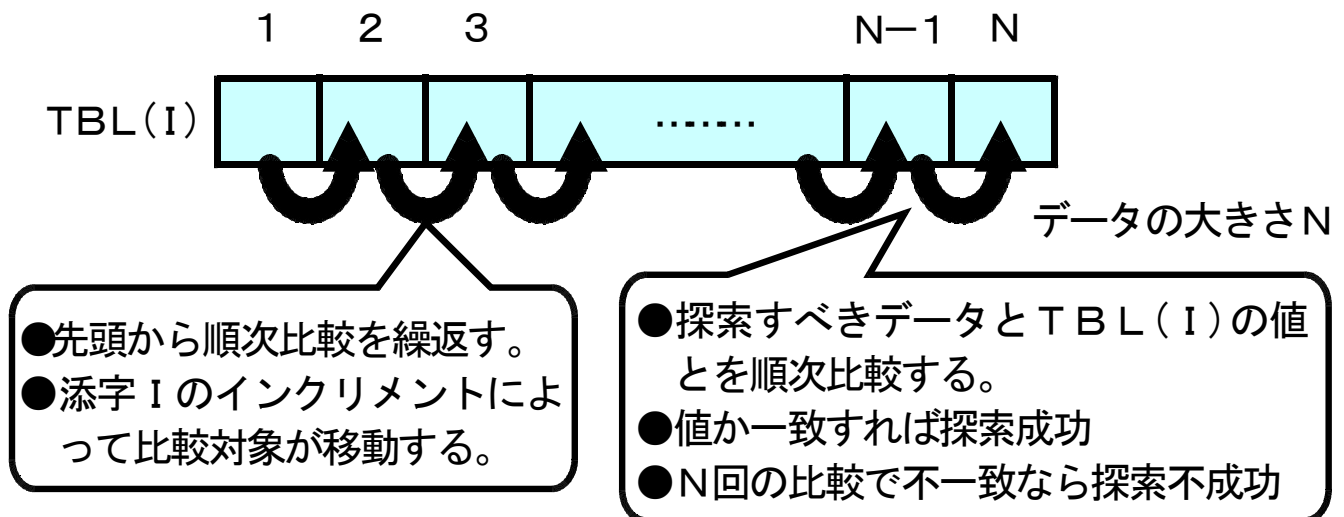 1 2 3 N−1 N
TBL(I) ………
データの大きさN
●先頭から順次比較を繰返す。
●添字Iのインクリメントによ
って比較対象が移動する。
●探索すべきデータとTBL(I)の値
とを順次比較する。
●値か一致すれば探索成功
●N回の比較で不一致なら探索不成功